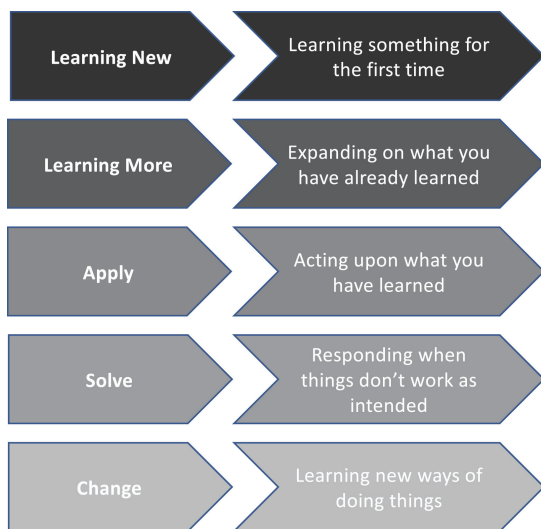 Learning New
Learning something for
the first time
Learning More
Expanding on what you
have already learned
Apply
Acting upon what you
have learned
Solve
Responding when
things don’t work as
intended
Change
Learning new ways of
doing things